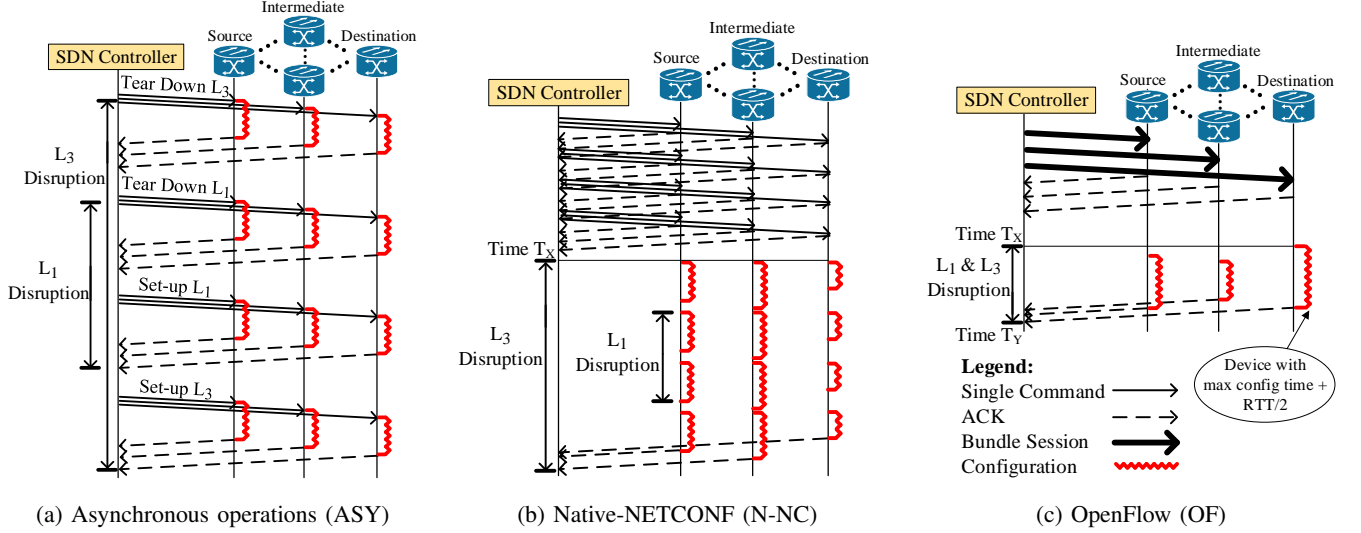 Intermediate
Source
Destination
SDN Controller
Tear Down L3
L3
Disruption
Tear Down L1
L1
Disruption
Set-up L1
Set-up L3
(a) Asynchronous operations (ASY)
Intermediate
Source
Destination
SDN Controller
Time TX
L3
Disruption
L1
Disruption
(b) Native-NETCONF (N-NC)
Intermediate
Source
Destination
SDN Controller
Time TX
L1 & L3
Disruption
Time TY
Device with
max config time +
RTT/2
Legend:
Single Command
ACK
Bundle Session
Configuration
(c) OpenFlow (OF)